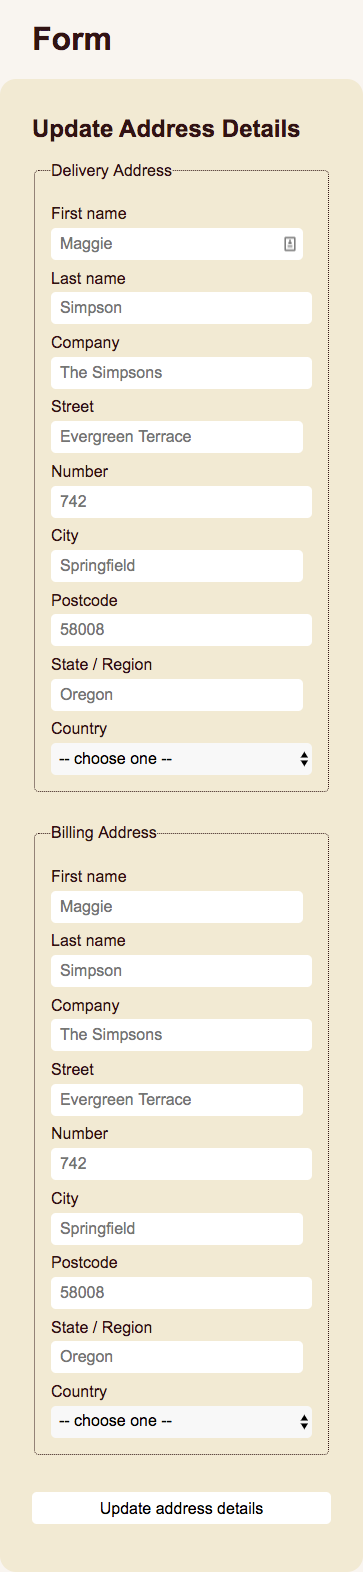 Form
Update Address Details
Delivery Address
First name
Maggie
Last name
Simpson
Company
The Simpsons
Street
Evergreen Terrace
Number
742
City
Springfield
Postcode
58008
State / Region
Oregon
Country
-- choose one --
Billing Address
First name
Maggie
Last name
Simpson
Company
The Simpsons
Street
Evergreen Terrace
Number
742
City
Springfield
Postcode
58008
State / Region
Oregon
Country
-- choose one --
Update address details